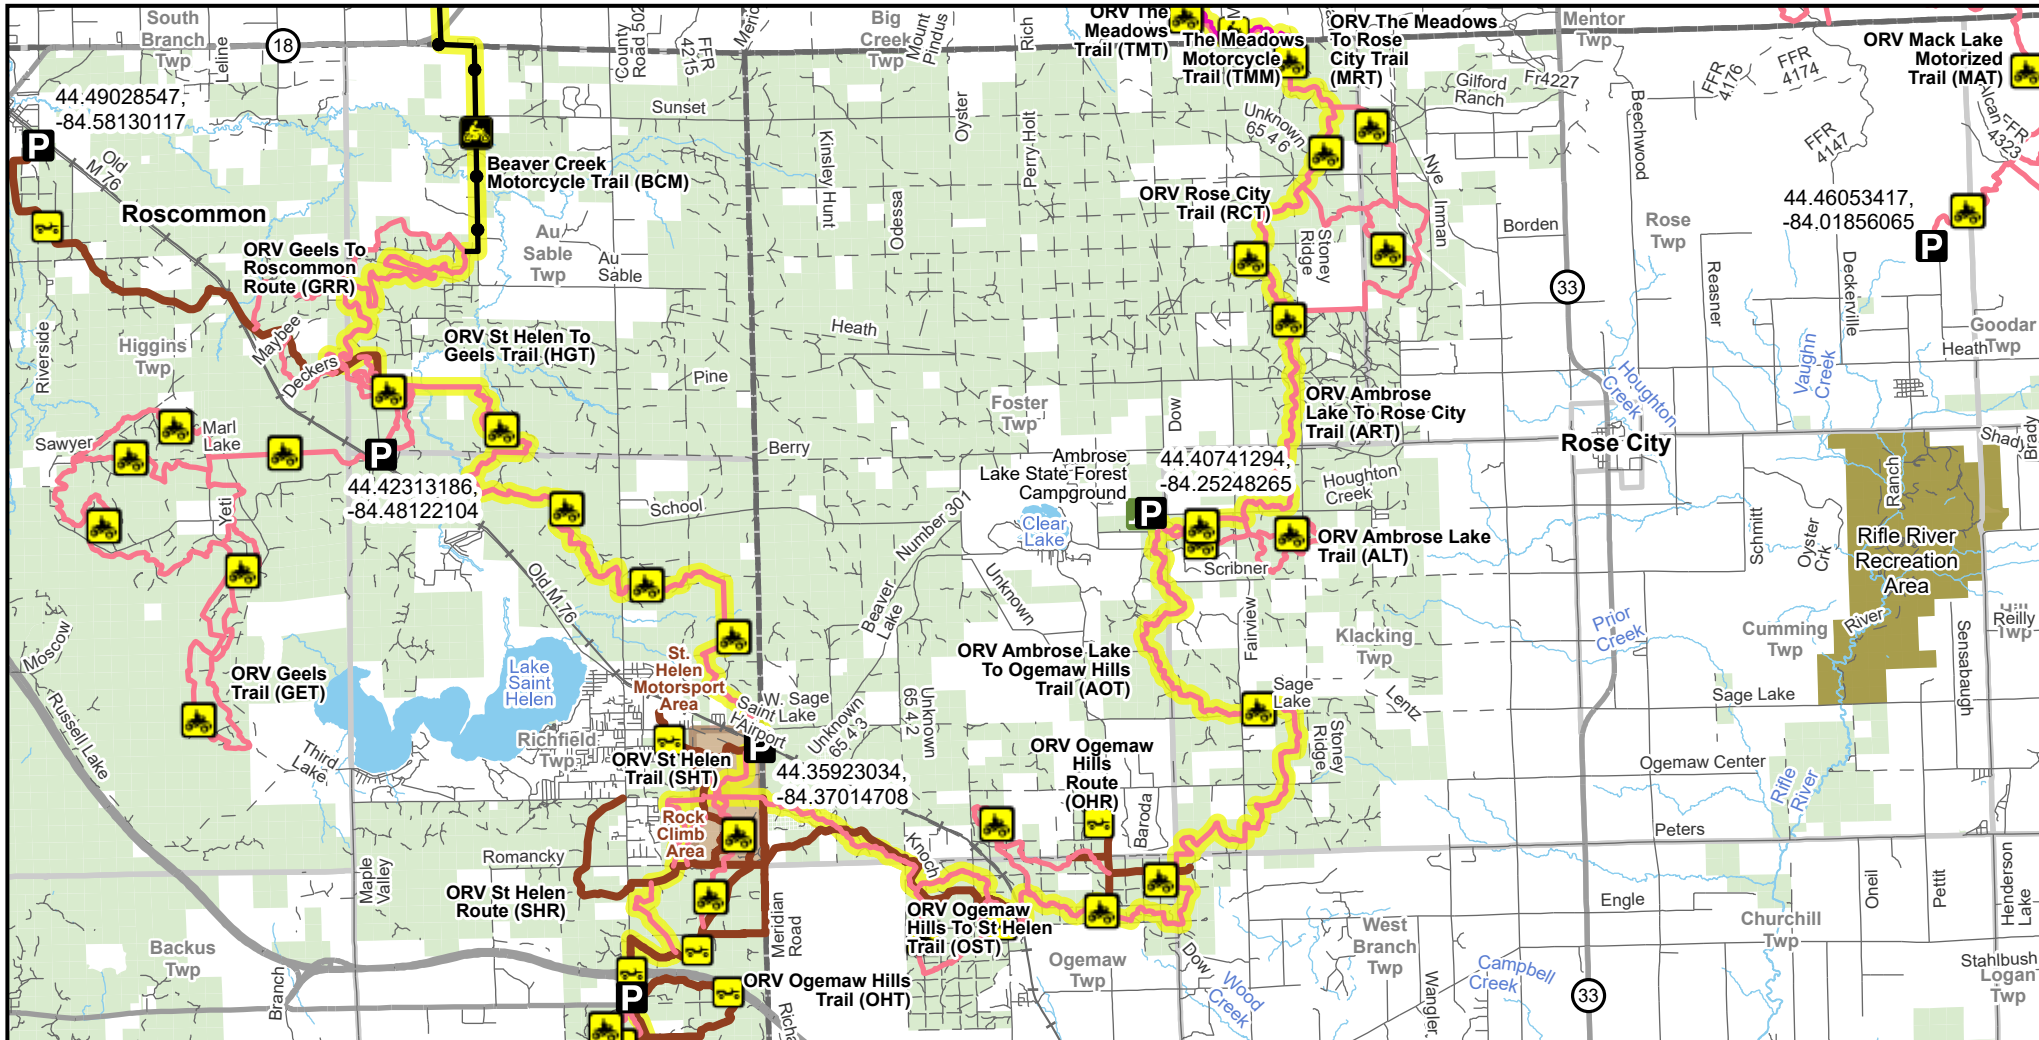 South
Branch
Twp
Leline
18
County
Road 502
FFR
4215
Big
Creek
Twp
Mount
Pindus
Rich
ORV The
Meadows
Trail (TMT)
The Meadows
Motorcycle
Trail (TMM)
ORV The Meadows
To Rose
City Trail
(MRT)
Mentor
Twp
Gilford
Ranch
Fr4227
FFR
4176
FFR
4174
ORV Mack Lake
Motorized
Trail (MAT)
44.49028547,
-84.58130117
P
Old
M 76
Sunset
Oyster
Kinsley Hunt
Perry Holt
Odessa
Unknown
65 4 6
Nye
Inman
Beechwood
FFR
4147
Alcan
FFR
4323
Beaver Creek
Motorcycle Trail (BCM)
Roscommon
ORV Rose City
Trail (RCT)
44.46053417,
-84.01856065
P
Borden
Rose
Twp
Stoney
Ridge
Reasner
Deckenville
ORV Geels To
Roscommon
Route (GRR)
Au
Sable
Twp
Au
Sable
33
Riverside
Higgins
Twp
Maybee
Deckers
ORV St Helen To
Geels Trail (HGT)
Heath
Pine
Foster
Twp
Dow
ORV Ambrose
Lake To Rose City
Trail (ART)
Houghton
Creek
Vaughn
Creek
Goodar
Twp
Heath
Sawyer
Marl
Lake
P
Berry
Rose City
Shad
Brady
44.42313186,
-84.48122104
Yeti
School
Number 301
Ambrose
Lake State Forest
Campground
44.40741294,
-84.25248265
P
Houghton
Creek
Clear
Lake
ORV Ambrose Lake
Trail (ALT)
Scribner
Schmitt
Oyster
Crk
Ranch
Rifle River
Recreation
Area
Old M 76
Beaver
Lake
Unknown
Moscow
Fairview
Klacking
Twp
Prior
Creek
Cumming
Twp
River
Hill
Twp
Reilly
Sensabaugh
ORV Geels
Trail (GET)
Lake
Saint
Helen
St.
Helen
Motorsport
Area
ORV Ambrose Lake
To Ogemaw Hills
Trail (AOT)
Sage
Lake
Lentz
Sage Lake
Russell Lake
Third
Lake
Richfield
Twp
W. Sage
Lake
Saint
H Airport
Unknown
65 4 3
Unknown
65 4 2
P
ORV St Helen
Trail (SHT)
44.35923034,
-84.37014708
ORV Ogemaw
Hills
Route
(OHR)
Stoney
Ridge
Ogemaw Center
Rifle
River
Rock
Climb
Area
Baroda
Peters
Romancky
Knoch
Maple
Valley
ORV St Helen
Route (SHR)
ORV Ogemaw
Hills To St Helen
Trail (OST)
Engle
Oneil
Pettit
Henderson
Lake
Churchill
Twp
West
Branch
Twp
Meridian
Road
Backus
Twp
Branch
P
ORV Ogemaw Hills
Trail (OHT)
Ogemaw
Twp
Dow
Wood
Creek
Wangler
Campbell
Creek
33
Stahlbush
Logan
Twp